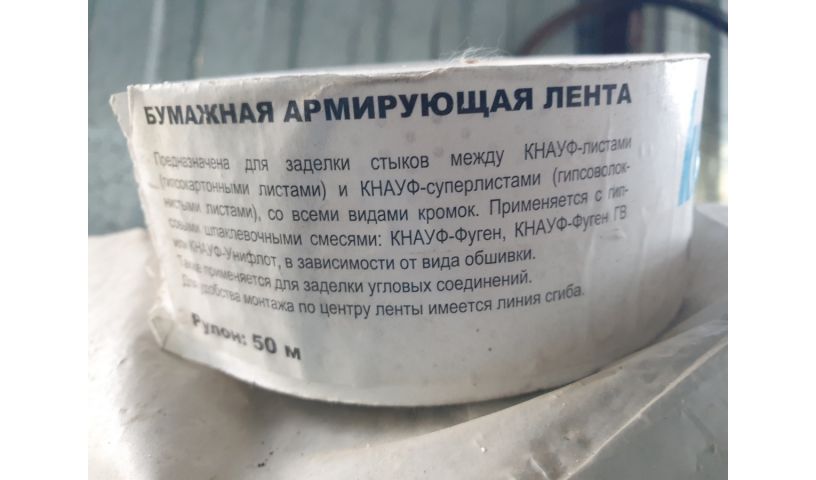 БУМАЖНАЯ АРМИРУЮЩАЯ ЛЕНТА
Предназначена для заделки стыков между КНАУФ-листами
(гипсокартонными листами) и КНАУФ-суперлистами (гипсоволок-
нистыми листами), со всеми видами кромок. Применяется с гип-
совыми шпаклевочными смесями: КНАУФ-Фуген, КНАУФ-Фуген ГВ
или КНАУФ-Унифлот, в зависимости от вида обшивки.
Также применяется для заделки угловых соединений.
Для удобства монтажа по центру ленты имеется линия сгиба.
Рулон: 50 м